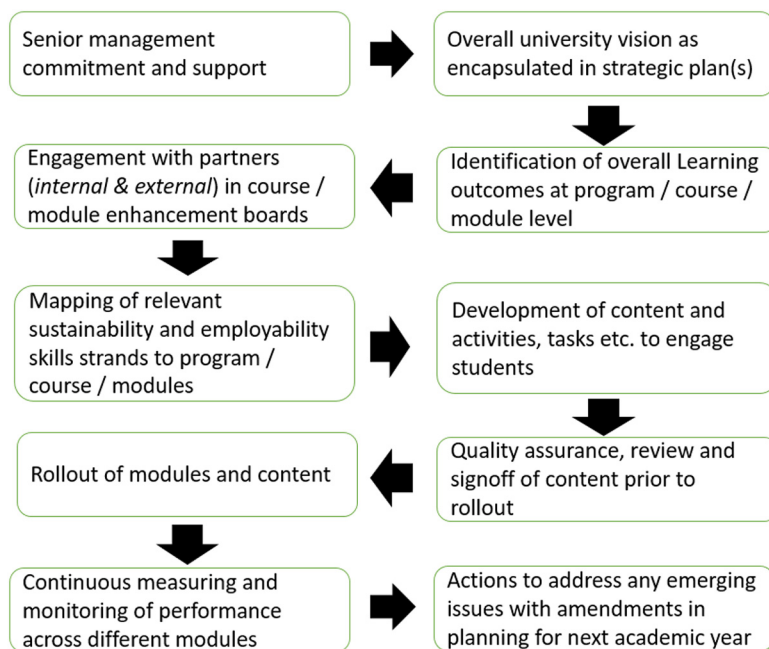 Senior management
commitment and support
Overall university vision as
encapsulated in strategic plan(s)
Identification of overall Learning
outcomes at program / course /
module level
Engagement with partners
(internal & external) in course /
module enhancement boards
Mapping of relevant
sustainability and employability
skills strands to program /
course / modules
Development of content and
activities, tasks etc. to engage
students
Quality assurance, review and
signoff of content prior to
rollout
Rollout of modules and content
Continuous measuring and
monitoring of performance
across different modules
Actions to address any emerging
issues with amendments in
planning for next academic year